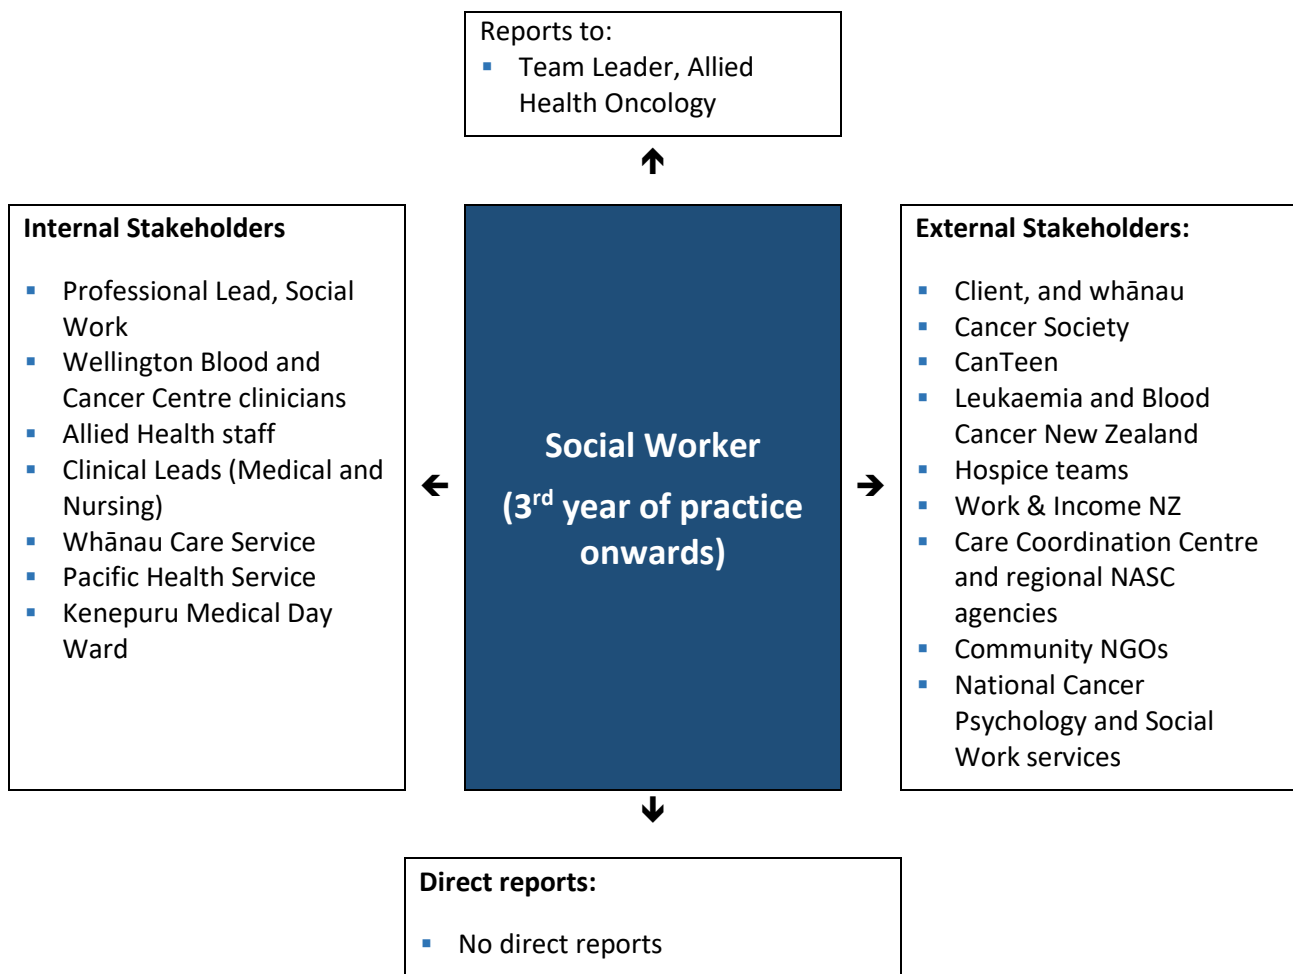 Reports to:
▪ Team Leader, Allied
Health Oncology
🡩
Internal Stakeholders
▪ Professional Lead, Social
Work
▪ Wellington Blood and
Cancer Centre clinicians
▪ Allied Health staff
▪ Clinical Leads (Medical and
Nursing)
▪ Whānau Care Service
▪ Pacific Health Service
▪ Kenepuru Medical Day
Ward
🡨
Social Worker
(3rd year of practice
onwards)
🡪
External Stakeholders:
▪ Client, and whānau
▪ Cancer Society
▪ CanTeen
▪ Leukaemia and Blood
Cancer New Zealand
▪ Hospice teams
▪ Work & Income NZ
▪ Care Coordination Centre
and regional NASC
agencies
▪ Community NGOs
▪ National Cancer
Psychology and Social
Work services
🡫
Direct reports:
▪ No direct reports